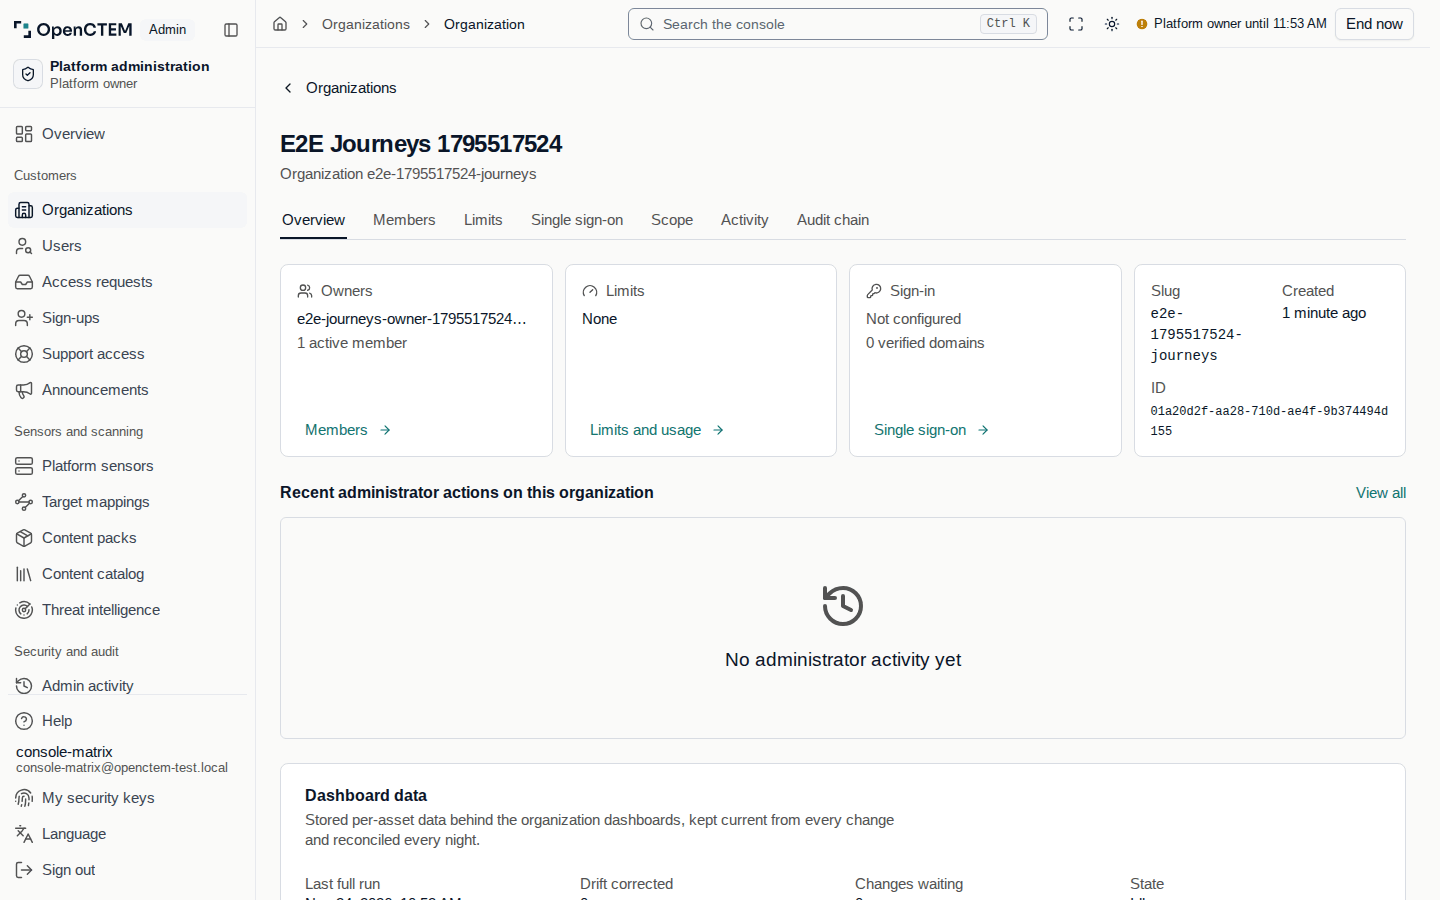 OpenCTEM Admin
Platform administration
Platform owner
Overview
Customers
Organizations
Users
Access requests
Sign-ups
Support access
Announcements
Sensors and scanning
Platform sensors
Target mappings
Content packs
Content catalog
Threat intelligence
Security and audit
Admin activity
Help
console-matrix
console-matrix@openctem-test.local
My security keys
Language
Sign out
Organizations
Organization
Search the console
Ctrl K
Platform owner until 11:53 AM
End now
Organizations
E2E Journeys 1795517524
Organization e2e-1795517524-journeys
Overview Members Limits Single sign-on Scope Activity Audit chain
Owners
e2e-journeys-owner-1795517524…
1 active member
Members
Limits
None
Limits and usage
Sign-in
Not configured
0 verified domains
Single sign-on
Slug
e2e-
1795517524-
journeys
Created
1 minute ago
ID
01a20d2f-aa28-710d-ae4f-9b374494d
155
Recent administrator actions on this organization
View all
No administrator activity yet
Dashboard data
Stored per-asset data behind the organization dashboards, kept current from every change
and reconciled every night.
Last full run
Drift corrected
Changes waiting
State